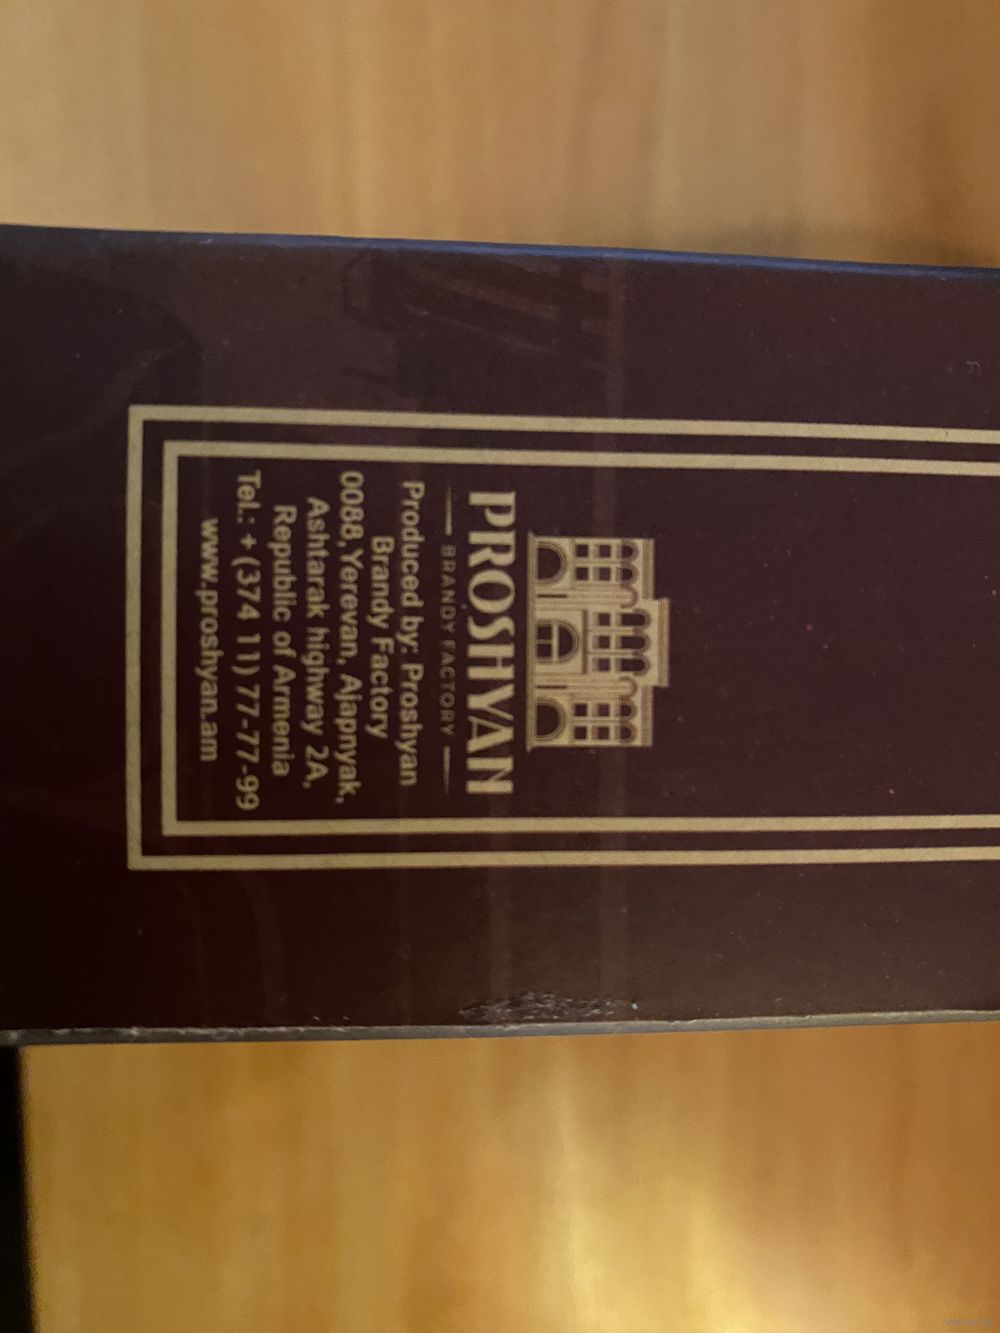 PROSHYAN
BRANDY FACTORY
Produced by: Proshyan
Brandy Factory
0088, Yerevan, Ajapnyak,
Ashtarak highway 2A,
Republic of Armenia
Tel.: + (374 11) 77-77-99
www.proshyan.am